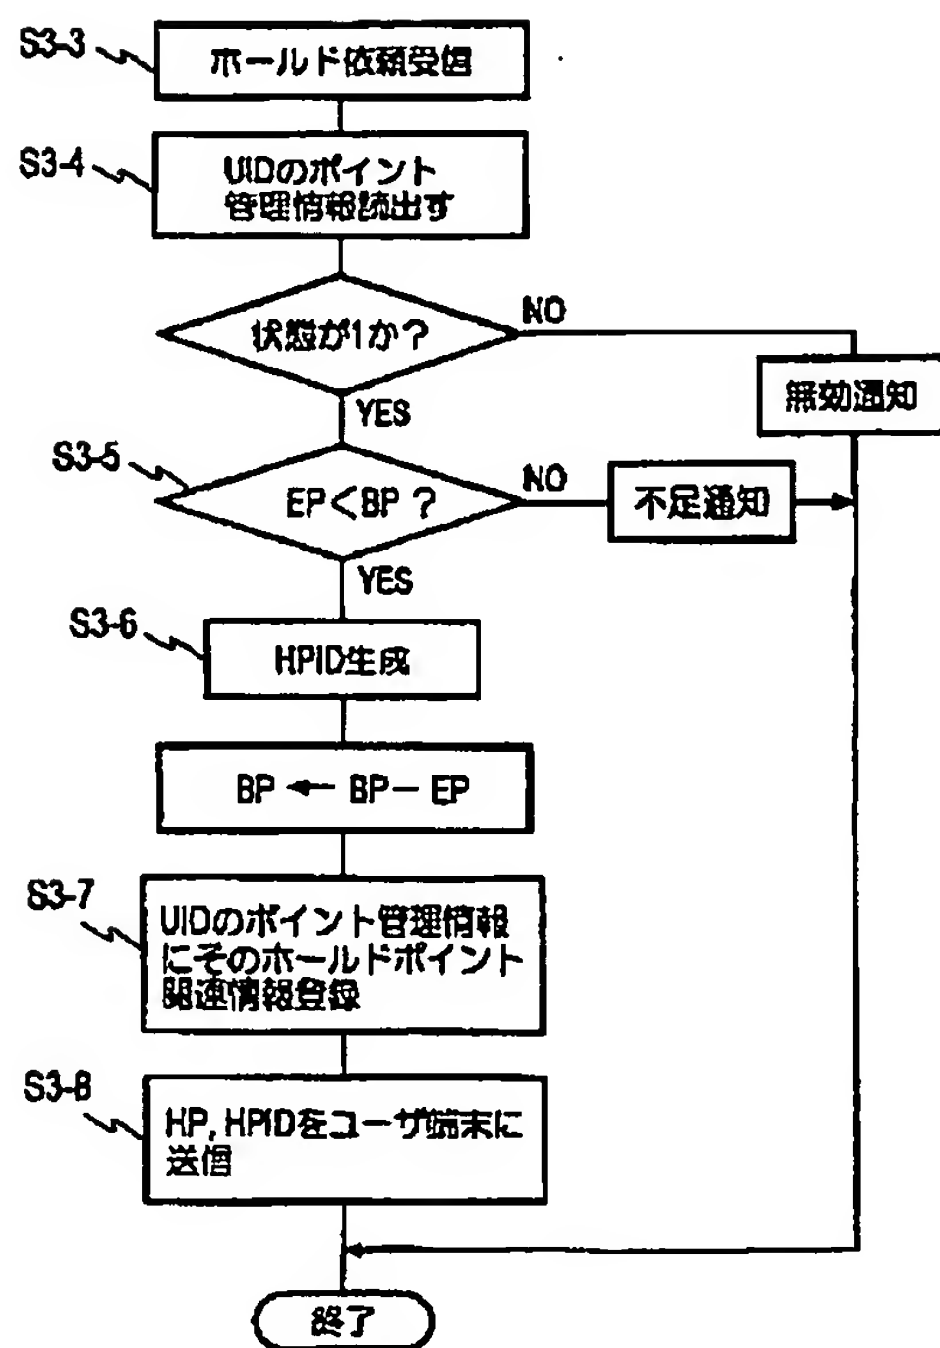 S3-3
ホールド依頼受信
S3-4
UIDのポイント
管理情報読出す
状態が1か？
NO
無効通知
YES
S3-5
EP＜BP？
NO
不足通知
YES
S3-6
HPID生成
BP ← BP－EP
S3-7
UIDのポイント管理情報
にそのホールドポイント
関連情報登録
S3-8
HP, HPIDをユーザ端末に
送信
終了